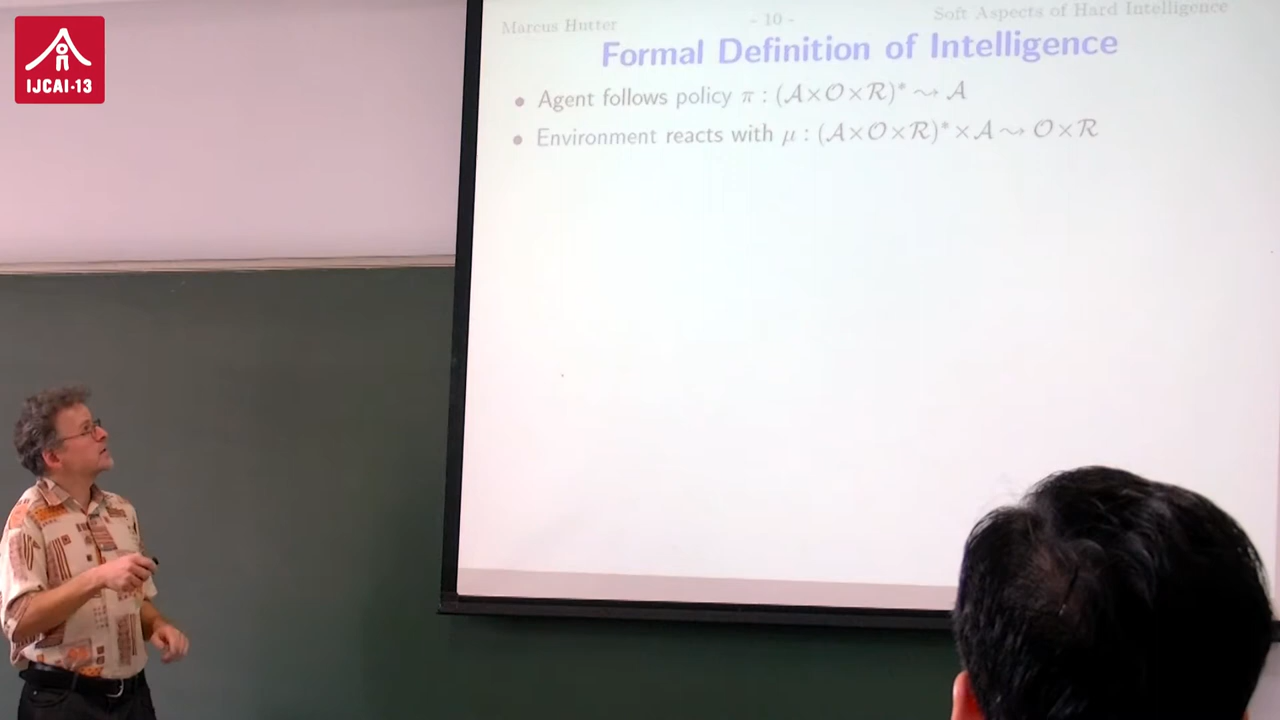 IJCAI-13
Marcus Hutter - 10 - Soft Aspects of Hard Intelligence
Formal Definition of Intelligence
• Agent follows policy π : (𝒜×𝒪×ℛ)* ⇝ 𝒜
• Environment reacts with μ : (𝒜×𝒪×ℛ)*×𝒜 ⇝ 𝒪×ℛ